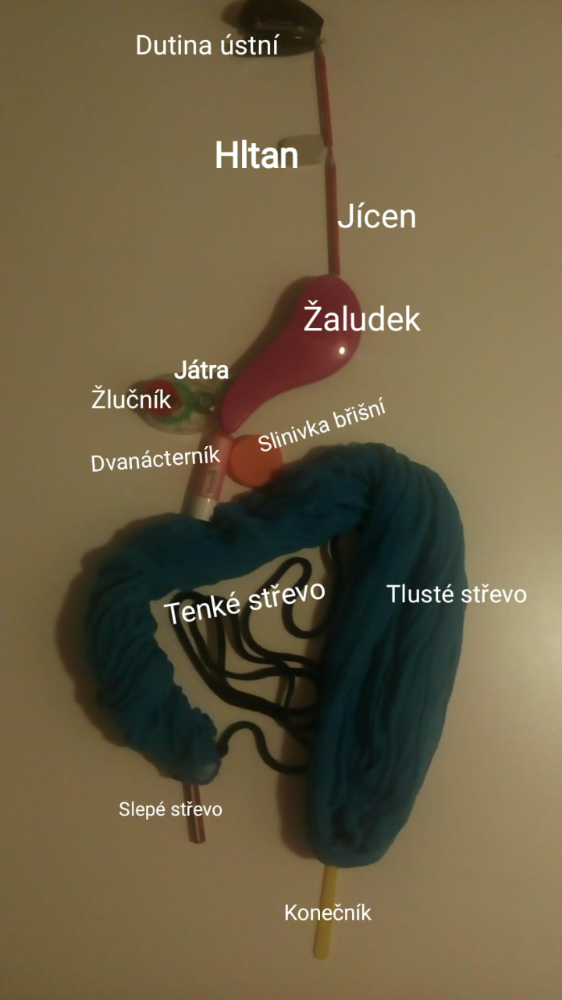 Dutina ústní
Hltan
Jícen
Žaludek
Játra
Žlučník
Slinivka břišní
Dvanácterník
Tenké střevo
Tlusté střevo
Slepé střevo
Konečník